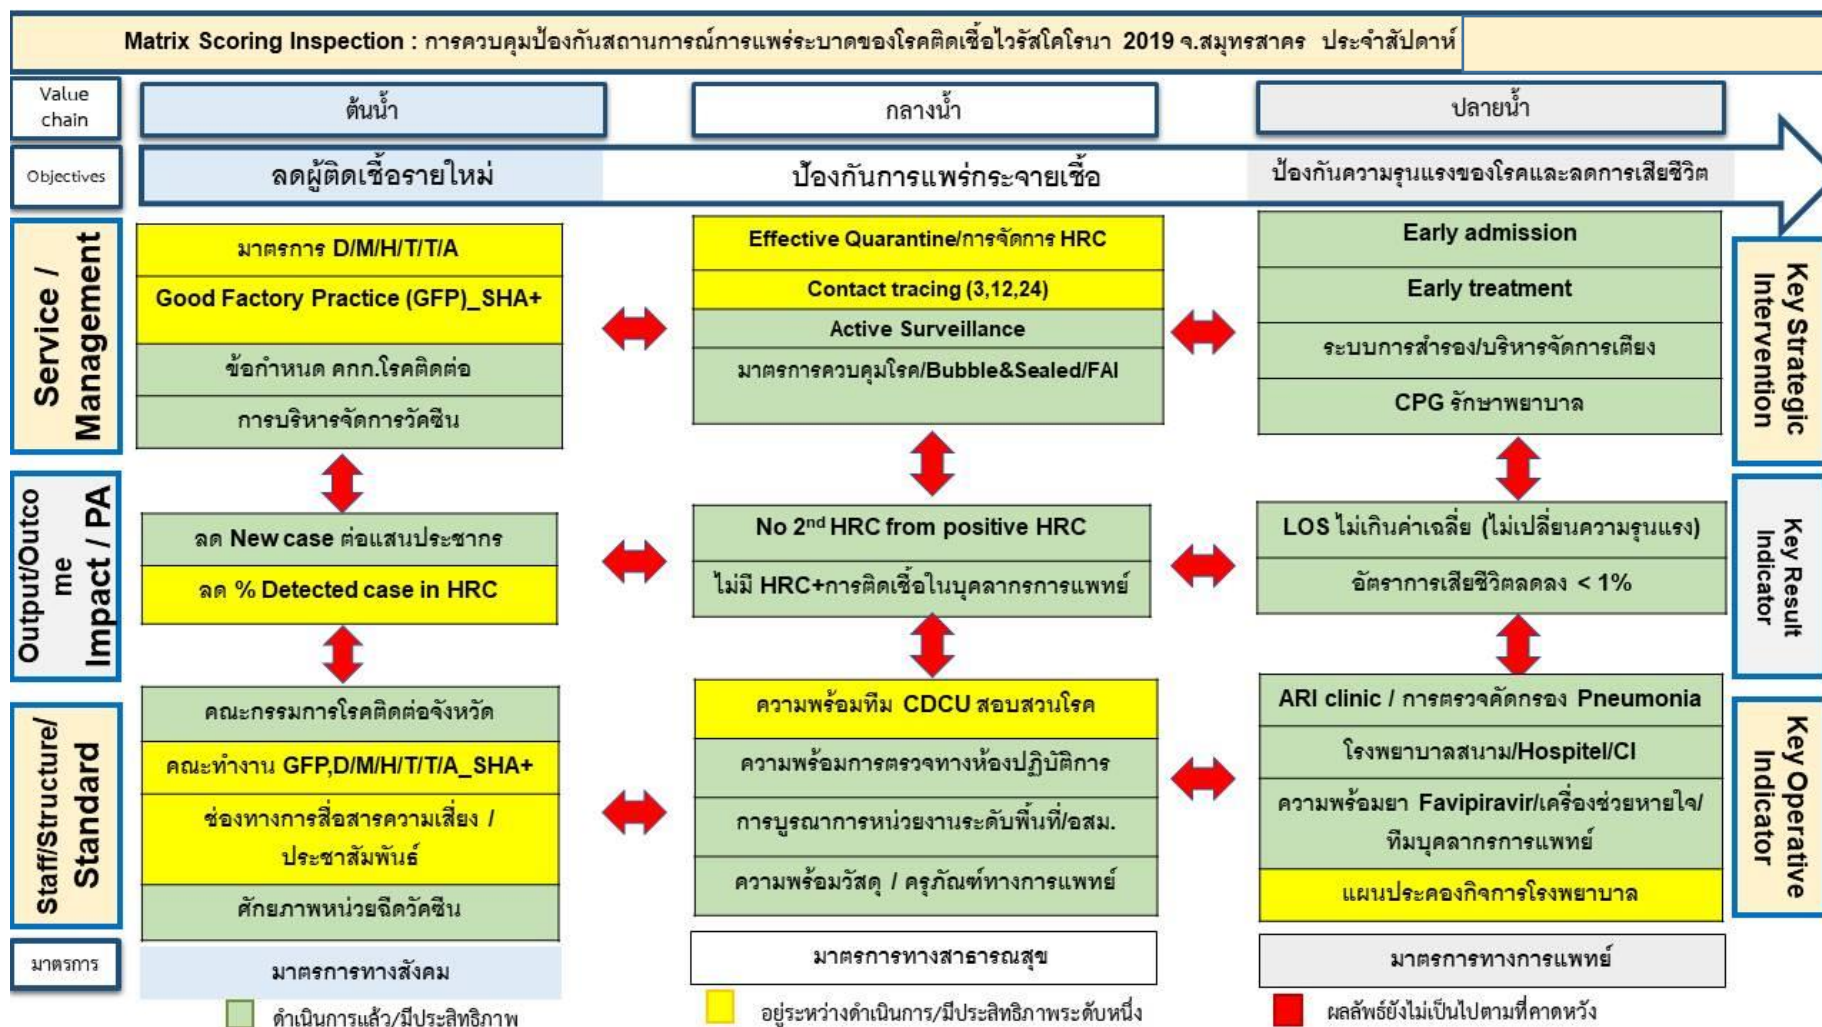 Matrix Scoring Inspection : การควบคุมป้องกันสถานการณ์การแพร่ระบาดของโรคติดเชื้อไวรัสโคโรนา 2019 จ.สมุทรสาคร ประจำสัปดาห์
Value
chain
ต้นน้ำ
กลางน้ำ
ปลายน้ำ
Objectives
ลดผู้ติดเชื้อรายใหม่
ป้องกันการแพร่กระจายเชื้อ
ป้องกันความรุนแรงของโรคและลดการเสียชีวิต
Service /
Management
มาตรการ D/M/H/T/T/A
Good Factory Practice (GFP)_SHA+
ข้อกำหนด คกก.โรคติดต่อ
การบริหารจัดการวัคซีน
Effective Quarantine/การจัดการ HRC
Contact tracing (3,12,24)
Active Surveillance
มาตรการควบคุมโรค/Bubble&Sealed/FAI
Early admission
Early treatment
ระบบการสำรอง/บริหารจัดการเตียง
CPG รักษาพยาบาล
Key Strategic
Intervention
Output/Outco
me
Impact / PA
ลด New case ต่อแสนประชากร
ลด % Detected case in HRC
No 2nd HRC from positive HRC
ไม่มี HRC+การติดเชื้อในบุคลากรการแพทย์
LOS ไม่เกินค่าเฉลี่ย (ไม่เปลี่ยนความรุนแรง)
อัตราการเสียชีวิตลดลง < 1%
Key Result
Indicator
Staff/Structure/
Standard
คณะกรรมการโรคติดต่อจังหวัด
คณะทำงาน GFP,D/M/H/T/T/A_SHA+
ช่องทางการสื่อสารความเสี่ยง /
ประชาสัมพันธ์
ศักยภาพหน่วยฉีดวัคซีน
ความพร้อมทีม CDCU สอบสวนโรค
ความพร้อมการตรวจทางห้องปฏิบัติการ
การบูรณาการหน่วยงานระดับพื้นที่/อสม.
ความพร้อมวัสดุ / ครุภัณฑ์ทางการแพทย์
ARI clinic / การตรวจคัดกรอง Pneumonia
โรงพยาบาลสนาม/Hospitel/CI
ความพร้อมยา Favipiravir/เครื่องช่วยหายใจ/
ทีมบุคลากรการแพทย์
แผนประคองกิจการโรงพยาบาล
Key Operative
Indicator
มาตรการ
มาตรการทางสังคม
มาตรการทางสาธารณสุข
มาตรการทางการแพทย์
ดำเนินการแล้ว/มีประสิทธิภาพ
อยู่ระหว่างดำเนินการ/มีประสิทธิภาพระดับหนึ่ง
ผลลัพธ์ยังไม่เป็นไปตามที่คาดหวัง